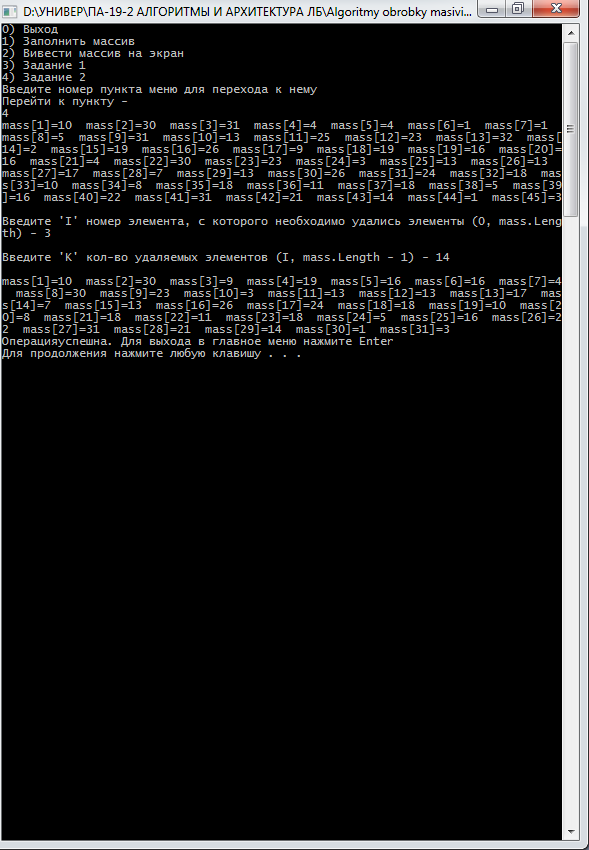 D:\УНИВЕР\ПА-19-2 АЛГОРИТМЫ И АРХИТЕКТУРА ЛБ\Algoritmy obrobky masivi...
0) Выход
1) Заполнить массив
2) Вивести массив на экран
3) Задание 1
4) Задание 2
Введите номер пункта меню для перехода к нему
Перейти к пункту -
4
mass[1]=10  mass[2]=30  mass[3]=31  mass[4]=4  mass[5]=4  mass[6]=1  mass[7]=1
mass[8]=5  mass[9]=31  mass[10]=13  mass[11]=25  mass[12]=23  mass[13]=32  mass[
14]=2  mass[15]=19  mass[16]=26  mass[17]=9  mass[18]=19  mass[19]=16  mass[20]=
16  mass[21]=4  mass[22]=30  mass[23]=23  mass[24]=3  mass[25]=13  mass[26]=13
mass[27]=17  mass[28]=7  mass[29]=13  mass[30]=26  mass[31]=24  mass[32]=18  mas
s[33]=10  mass[34]=8  mass[35]=18  mass[36]=11  mass[37]=18  mass[38]=5  mass[39
]=16  mass[40]=22  mass[41]=31  mass[42]=21  mass[43]=14  mass[44]=1  mass[45]=3
Введите 'I' номер элемента, с которого необходимо удались элементы (0, mass.Leng
th) - 3
Введите 'K' кол-во удаляемых элементов (I, mass.Length - 1) - 14
mass[1]=10  mass[2]=30  mass[3]=9  mass[4]=19  mass[5]=16  mass[6]=16  mass[7]=4
mass[8]=30  mass[9]=23  mass[10]=3  mass[11]=13  mass[12]=13  mass[13]=17  mas
s[14]=7  mass[15]=13  mass[16]=26  mass[17]=24  mass[18]=18  mass[19]=10  mass[2
0]=8  mass[21]=18  mass[22]=11  mass[23]=18  mass[24]=5  mass[25]=16  mass[26]=2
2  mass[27]=31  mass[28]=21  mass[29]=14  mass[30]=1  mass[31]=3
Операцияуспешна. Для выхода в главное меню нажмите Enter
Для продолжения нажмите любую клавишу . . .